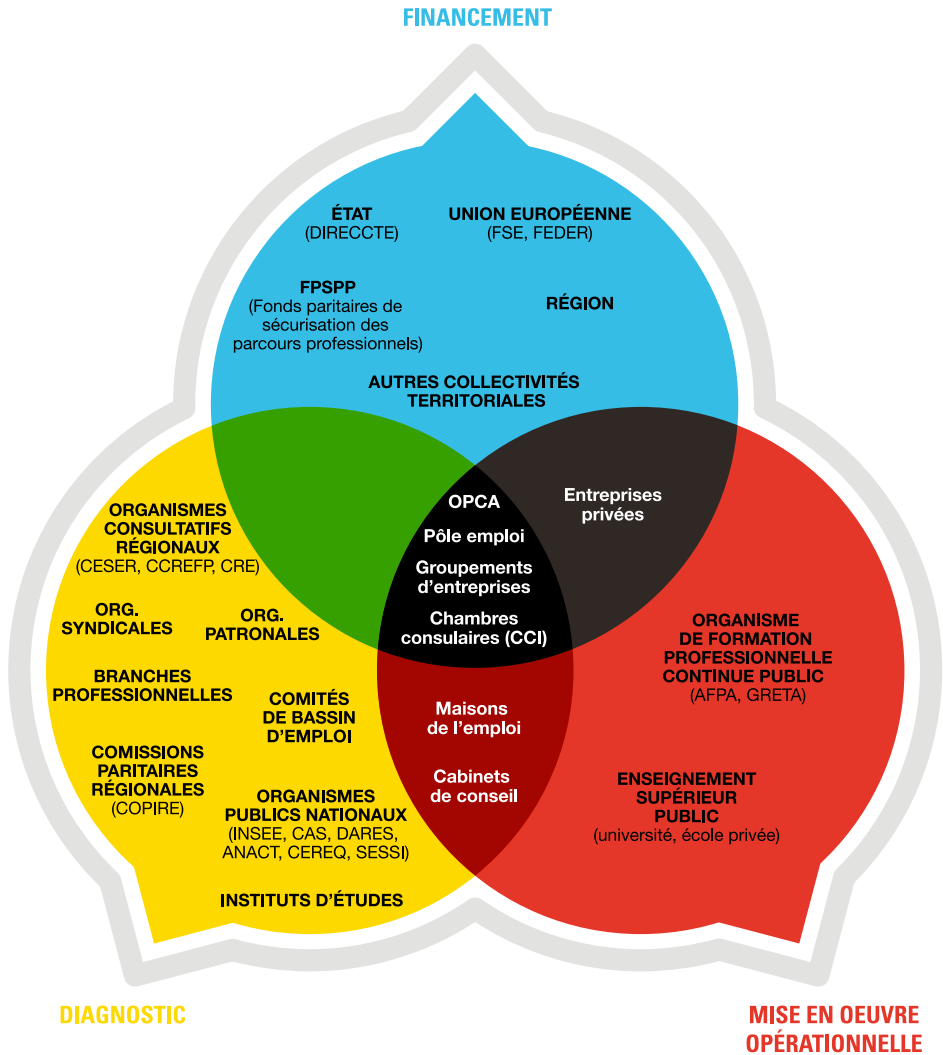 FINANCEMENT
ÉTAT
(DIRECCTE)
UNION EUROPÉENNE
(FSE, FEDER)
FPSPP
(Fonds paritaires de
sécurisation des
parcours professionnels)
RÉGION
AUTRES COLLECTIVITÉS
TERRITORIALES
OPCA
Pôle emploi
Groupements
d'entreprises
Chambres
consulaires (CCI)
Entreprises
privées
ORGANISMES
CONSULTATIFS
RÉGIONAUX
(CESER, CCREFP, CRE)
ORG.
SYNDICALES
ORG.
PATRONALES
BRANCHES
PROFESSIONNELLES
COMITÉS
DE BASSIN
D'EMPLOI
COMISSIONS
PARITAIRES
RÉGIONALES
(COPIRE)
ORGANISMES
PUBLICS NATIONAUX
(INSEE, CAS, DARES,
ANACT, CEREQ, SESSI)
INSTITUTS D'ÉTUDES
Maisons
de l'emploi
Cabinets
de conseil
ORGANISME
DE FORMATION
PROFESSIONNELLE
CONTINUE PUBLIC
(AFPA, GRETA)
ENSEIGNEMENT
SUPÉRIEUR
PUBLIC
(université, école privée)
DIAGNOSTIC
MISE EN OEUVRE
OPÉRATIONNELLE